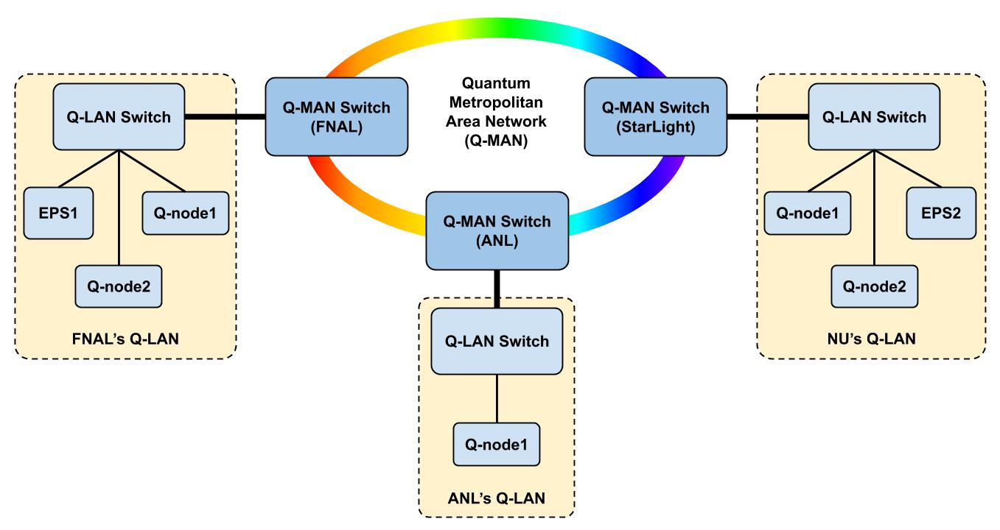 Quantum
Metropolitan
Area Network
(Q-MAN)
Q-MAN Switch
(FNAL)
Q-MAN Switch
(StarLight)
Q-MAN Switch
(ANL)
Q-LAN Switch
EPS1
Q-node1
Q-node2
FNAL’s Q-LAN
Q-LAN Switch
Q-node1
EPS2
Q-node2
NU’s Q-LAN
Q-LAN Switch
Q-node1
ANL’s Q-LAN